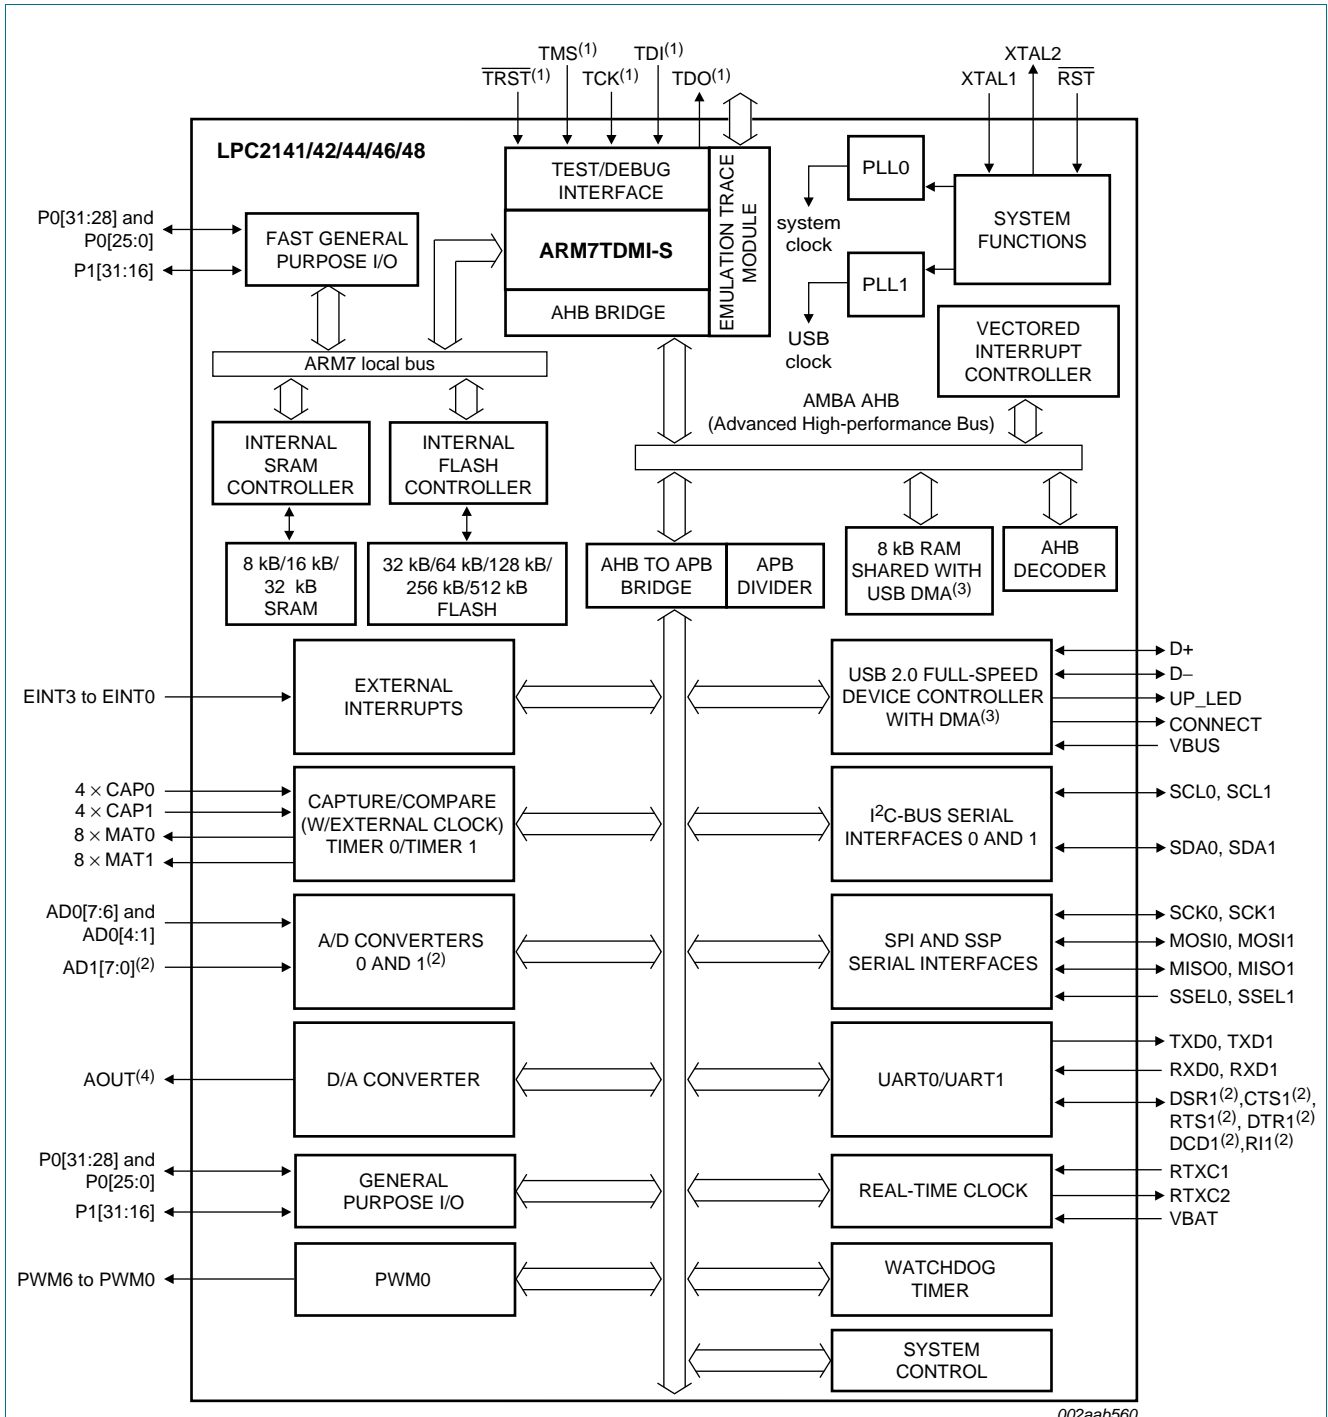 TMS(1)
TDI(1)
TRST(1)
TCK(1)
TDO(1)
XTAL2
XTAL1
RST
LPC2141/42/44/46/48
TEST/DEBUG
INTERFACE
ARM7TDMI-S
AHB BRIDGE
EMULATION TRACE
MODULE
PLL0
system
clock
PLL1
USB
clock
SYSTEM
FUNCTIONS
P0[31:28] and
P0[25:0]
P1[31:16]
FAST GENERAL
PURPOSE I/O
ARM7 local bus
VECTORED
INTERRUPT
CONTROLLER
AMBA AHB
(Advanced High-performance Bus)
INTERNAL
SRAM
CONTROLLER
INTERNAL
FLASH
CONTROLLER
8 kB/16 kB/
32 kB
SRAM
32 kB/64 kB/128 kB/
256 kB/512 kB
FLASH
AHB TO APB
BRIDGE
APB
DIVIDER
8 kB RAM
SHARED WITH
USB DMA(3)
AHB
DECODER
EINT3 to EINT0
EXTERNAL
INTERRUPTS
USB 2.0 FULL-SPEED
DEVICE CONTROLLER
WITH DMA(3)
D+
D−
UP_LED
CONNECT
VBUS
4 × CAP0
4 × CAP1
8 × MAT0
8 × MAT1
CAPTURE/COMPARE
(W/EXTERNAL CLOCK)
TIMER 0/TIMER 1
I2C-BUS SERIAL
INTERFACES 0 AND 1
SCL0, SCL1
SDA0, SDA1
AD0[7:6] and
AD0[4:1]
AD1[7:0](2)
A/D CONVERTERS
0 AND 1(2)
SPI AND SSP
SERIAL INTERFACES
SCK0, SCK1
MOSI0, MOSI1
MISO0, MISO1
SSEL0, SSEL1
AOUT(4)
D/A CONVERTER
UART0/UART1
TXD0, TXD1
RXD0, RXD1
DSR1(2),CTS1(2),
RTS1(2), DTR1(2)
DCD1(2),RI1(2)
P0[31:28] and
P0[25:0]
P1[31:16]
GENERAL
PURPOSE I/O
REAL-TIME CLOCK
RTXC1
RTXC2
VBAT
PWM6 to PWM0
PWM0
WATCHDOG
TIMER
SYSTEM
CONTROL
002aab560